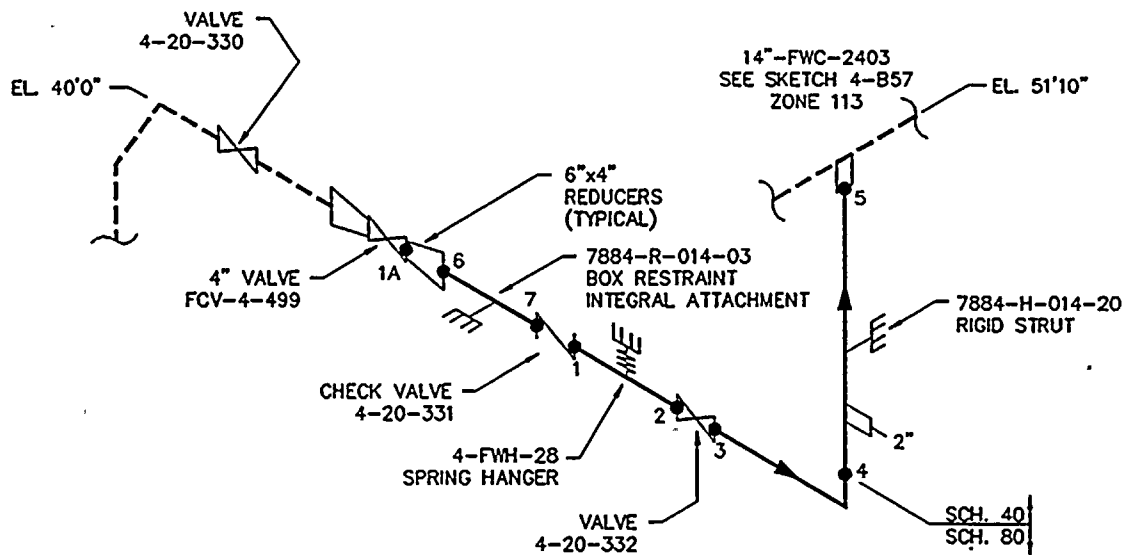 VALVE
4-20-330
EL. 40'0"
14"-FWC-2403
SEE SKETCH 4-B57
ZONE 113
EL. 51'10"
6"x4"
REDUCERS
(TYPICAL)
5
4" VALVE
FCV-4-499
1A
6
7884-R-014-03
BOX RESTRAINT
INTEGRAL ATTACHMENT
7884-H-014-20
RIGID STRUT
7
1
CHECK VALVE
4-20-331
2
3
2"
4-FWH-28
SPRING HANGER
4
VALVE
4-20-332
SCH. 40
SCH. 80